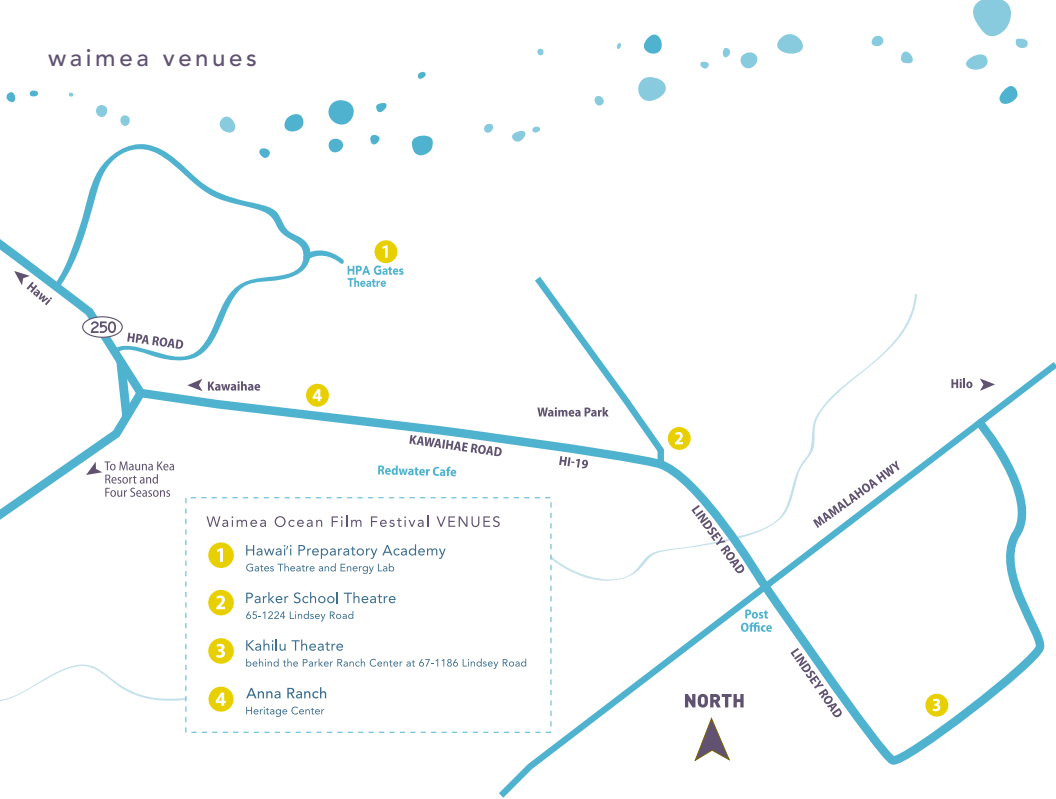 waimea venues
1
HPA Gates
Theatre
Hawi
250
HPA ROAD
Kawaihae
4
Hilo
Waimea Park
2
KAWAIHAE ROAD
HI-19
To Mauna Kea
Resort and
Four Seasons
Redwater Cafe
MAMALAHOA HWY
LINDSEY ROAD
Waimea Ocean Film Festival VENUES
1
Hawai'i Preparatory Academy
Gates Theatre and Energy Lab
2
Parker School Theatre
65-1224 Lindsey Road
3
Kahilu Theatre
behind the Parker Ranch Center at 67-1186 Lindsey Road
4
Anna Ranch
Heritage Center
Post
Office
LINDSEY ROAD
NORTH
3